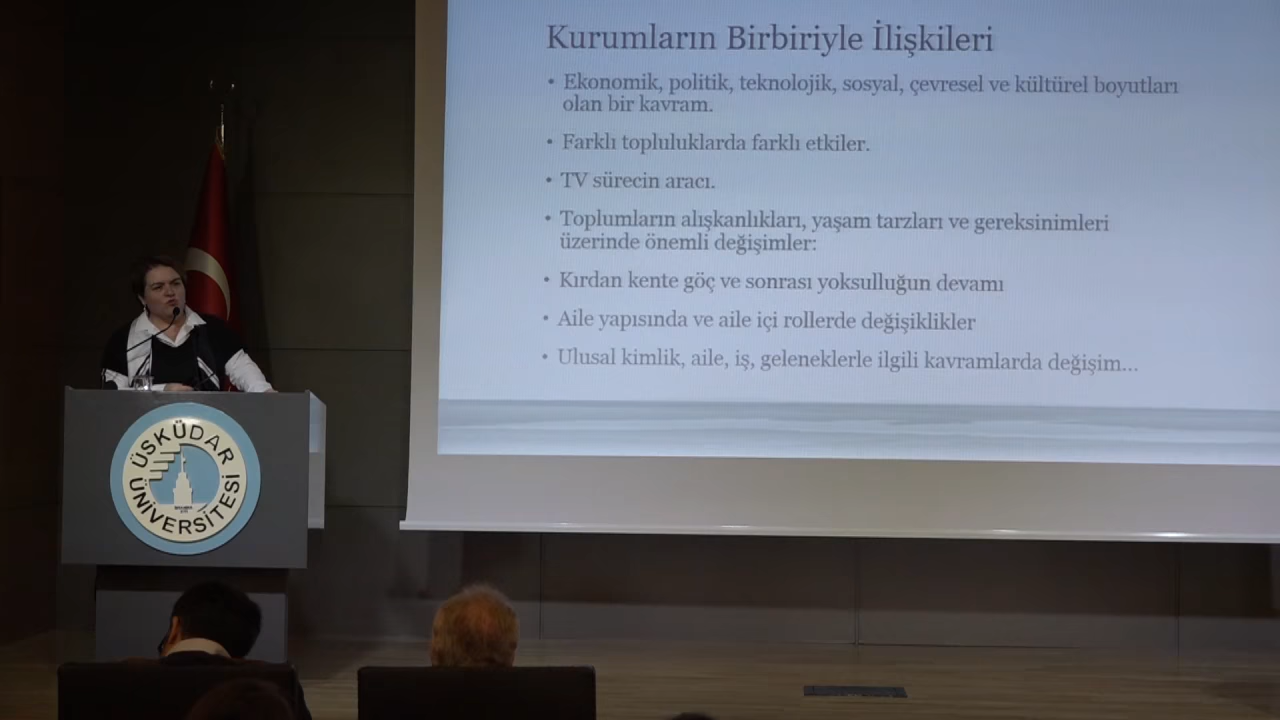 Kurumların Birbiriyle İlişkileri
• Ekonomik, politik, teknolojik, sosyal, çevresel ve kültürel boyutları
olan bir kavram.
• Farklı topluluklarda farklı etkiler.
• TV sürecin aracı.
• Toplumların alışkanlıkları, yaşam tarzları ve gereksinimleri
üzerinde önemli değişimler:
• Kırdan kente göç ve sonrası yoksulluğun devamı
• Aile yapısında ve aile içi rollerde değişiklikler
• Ulusal kimlik, aile, iş, geleneklerle ilgili kavramlarda değişim...
ÜSKÜDAR
ÜNİVERSİTESİ